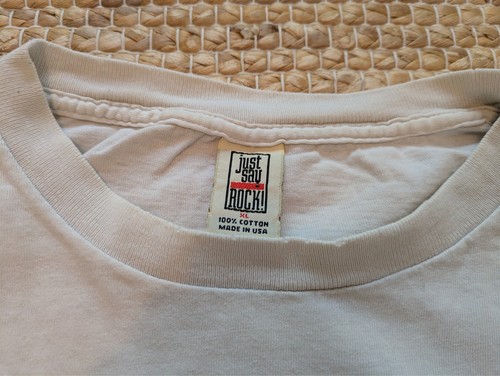 just
say
ROCK!
XL
100% COTTON
MADE IN USA